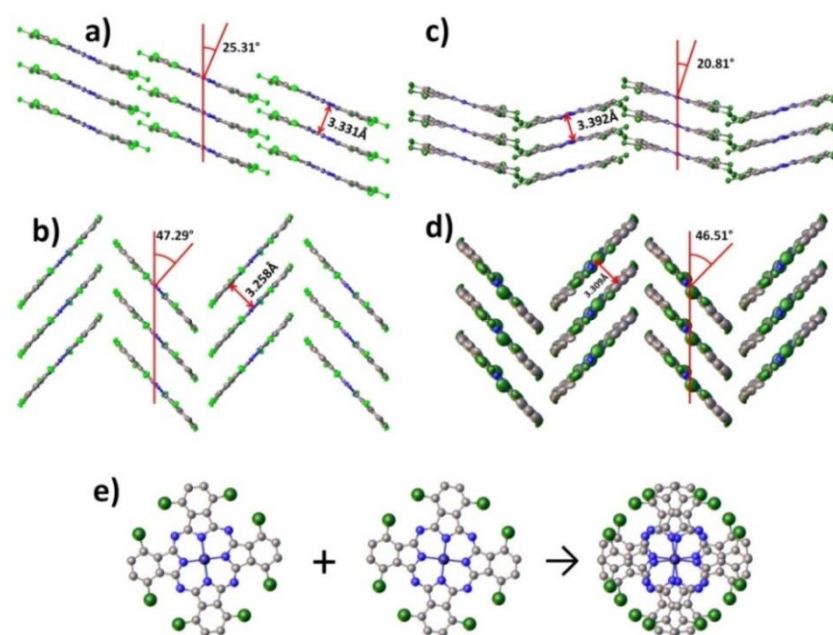 a)
25.31°
3.331Å
c)
20.81°
3.392Å
b)
47.29°
3.258Å
d)
46.51°
3.309Å
e)
+
→